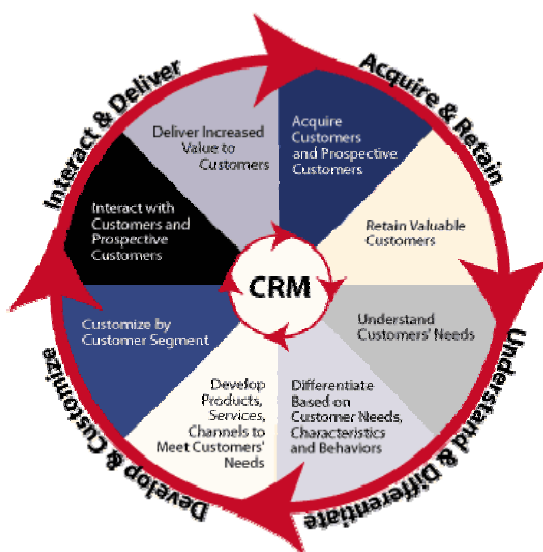 Acquire & Retain
Understand & Differentiate
Develop & Customize
Interact & Deliver
Acquire
Customers
and Prospective
Customers
Retain Valuable
Customers
Understand
Customers' Needs
Differentiate
Based on
Customer Needs,
Characteristics
and Behaviors
Develop
Products,
Services,
Channels to
Meet Customers'
Needs
Customize by
Customer Segment
Interact with
Customers and
Prospective
Customers
Deliver Increased
Value to
Customers
CRM